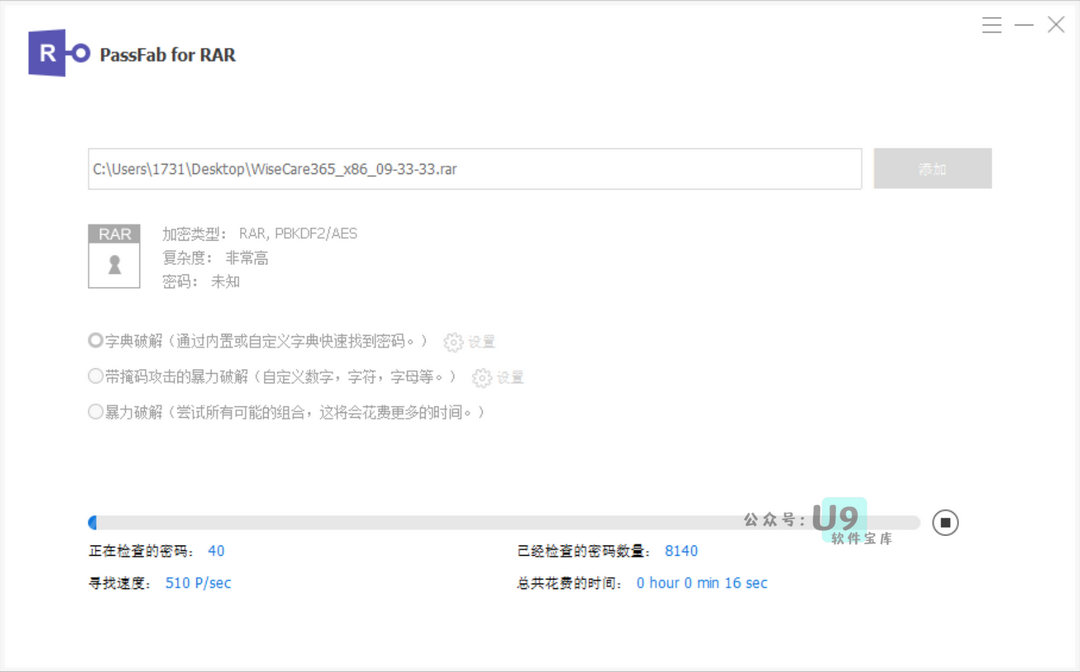 R PassFab for RAR
C:\Users\1731\Desktop\WiseCare365_x86_09-33-33.rar 添加
RAR
加密类型： RAR, PBKDF2/AES
复杂度： 非常高
密码： 未知
字典破解（通过内置或自定义字典快速找到密码。） 设置
带掩码攻击的暴力破解（自定义数字，字符，字母等。） 设置
暴力破解（尝试所有可能的组合，这将会花费更多的时间。）
公众号：U9
软件宝库
正在检查的密码： 40 已经检查的密码数量： 8140
寻找速度： 510 P/sec 总共花费的时间： 0 hour 0 min 16 sec